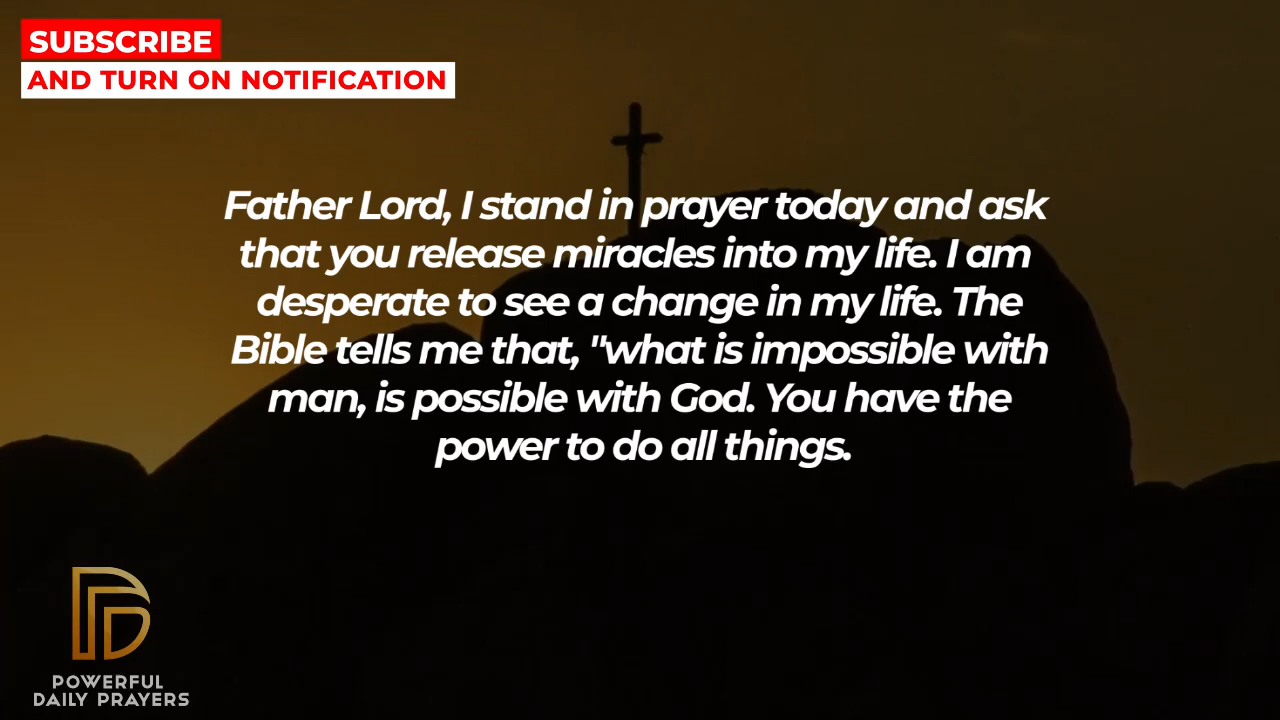 SUBSCRIBE
AND TURN ON NOTIFICATION
Father Lord, I stand in prayer today and ask
that you release miracles into my life. I am
desperate to see a change in my life. The
Bible tells me that, "what is impossible with
man, is possible with God. You have the
power to do all things.
POWERFUL
DAILY PRAYERS